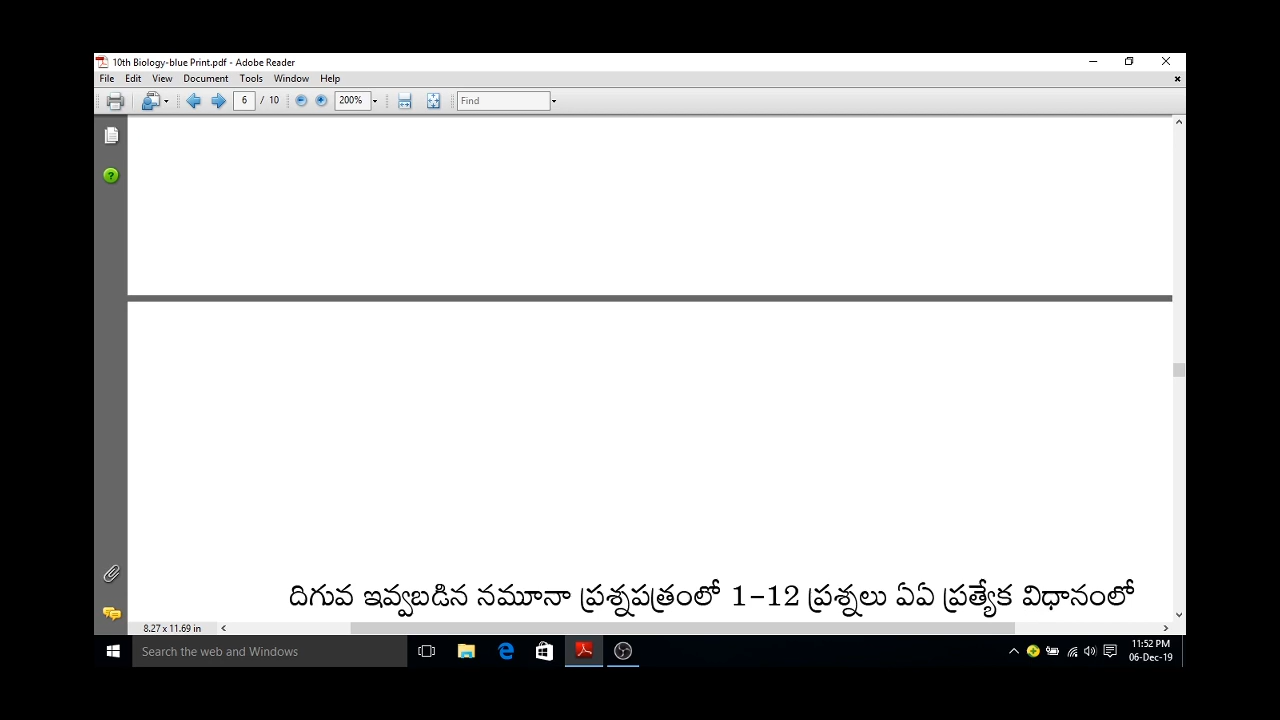 10th Biology-blue Print.pdf - Adobe Reader
File Edit View Document Tools Window Help
6 / 10 200% Find
దిగువ ఇవ్వబడిన నమూనా ప్రశ్నపత్రంలో 1-12 ప్రశ్నలు ఏఏ ప్రత్యేక విధానంలో
8.27 x 11.69 in
Search the web and Windows
11:52 PM
06-Dec-19